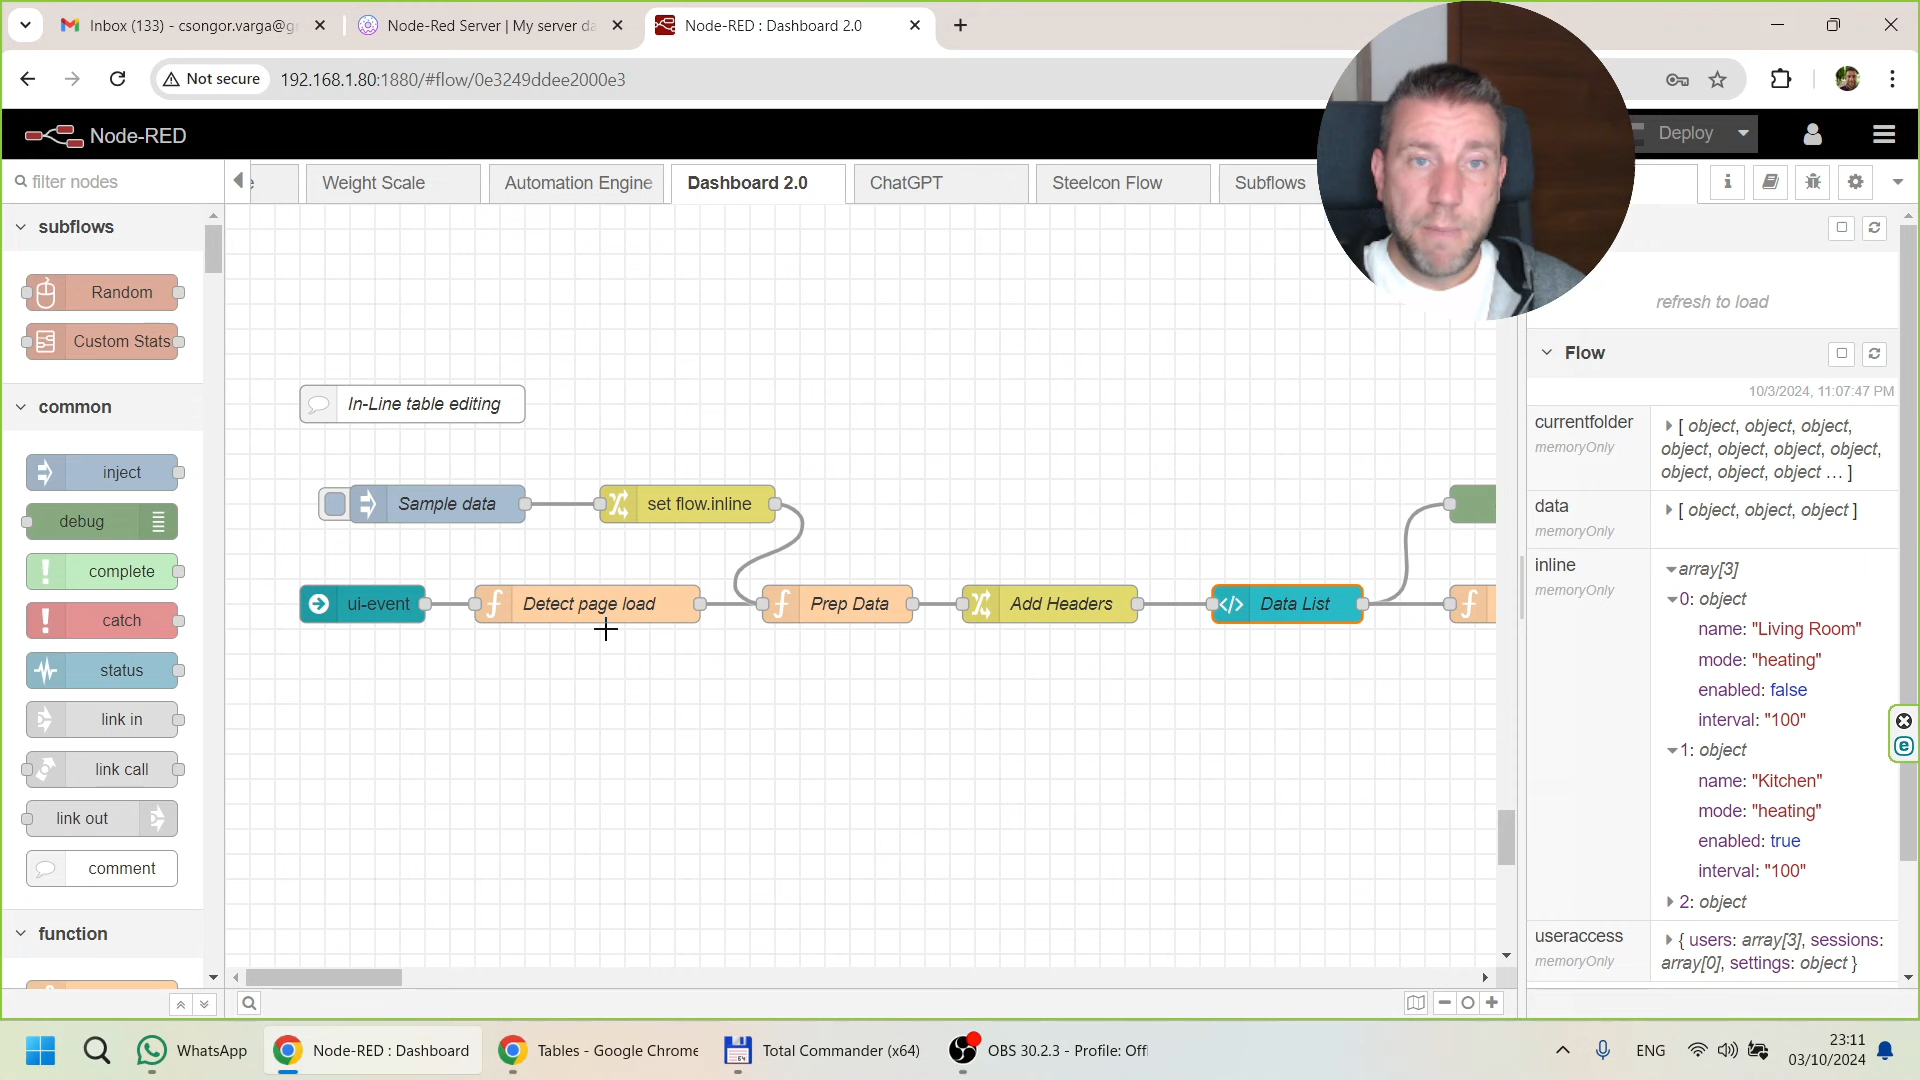 Inbox (133) - csongor.varga@g
Node-Red Server | My server da
Node-RED : Dashboard 2.0
Not secure
192.168.1.80:1880/#flow/0e3249ddee2000e3
Node-RED
Deploy
filter nodes
Weight Scale
Automation Engine
Dashboard 2.0
ChatGPT
Steelcon Flow
Subflows
subflows
Random
Custom Stats
common
inject
debug
complete
catch
status
link in
link call
link out
comment
function
In-Line table editing
Sample data
set flow.inline
ui-event
Detect page load
Prep Data
Add Headers
Data List
refresh to load
Flow
10/3/2024, 11:07:47 PM
currentfolder
memoryOnly
[ object, object, object,
object, object, object, object,
object, object, object … ]
data
memoryOnly
[ object, object, object ]
inline
memoryOnly
array[3]
0: object
name: "Living Room"
mode: "heating"
enabled: false
interval: "100"
1: object
name: "Kitchen"
mode: "heating"
enabled: true
interval: "100"
2: object
useraccess
memoryOnly
{ users: array[3], sessions:
array[0], settings: object }
WhatsApp
Node-RED : Dashboard
Tables - Google Chrome
64
Total Commander (x64)
OBS 30.2.3 - Profile: Offl
ENG
23:11
03/10/2024